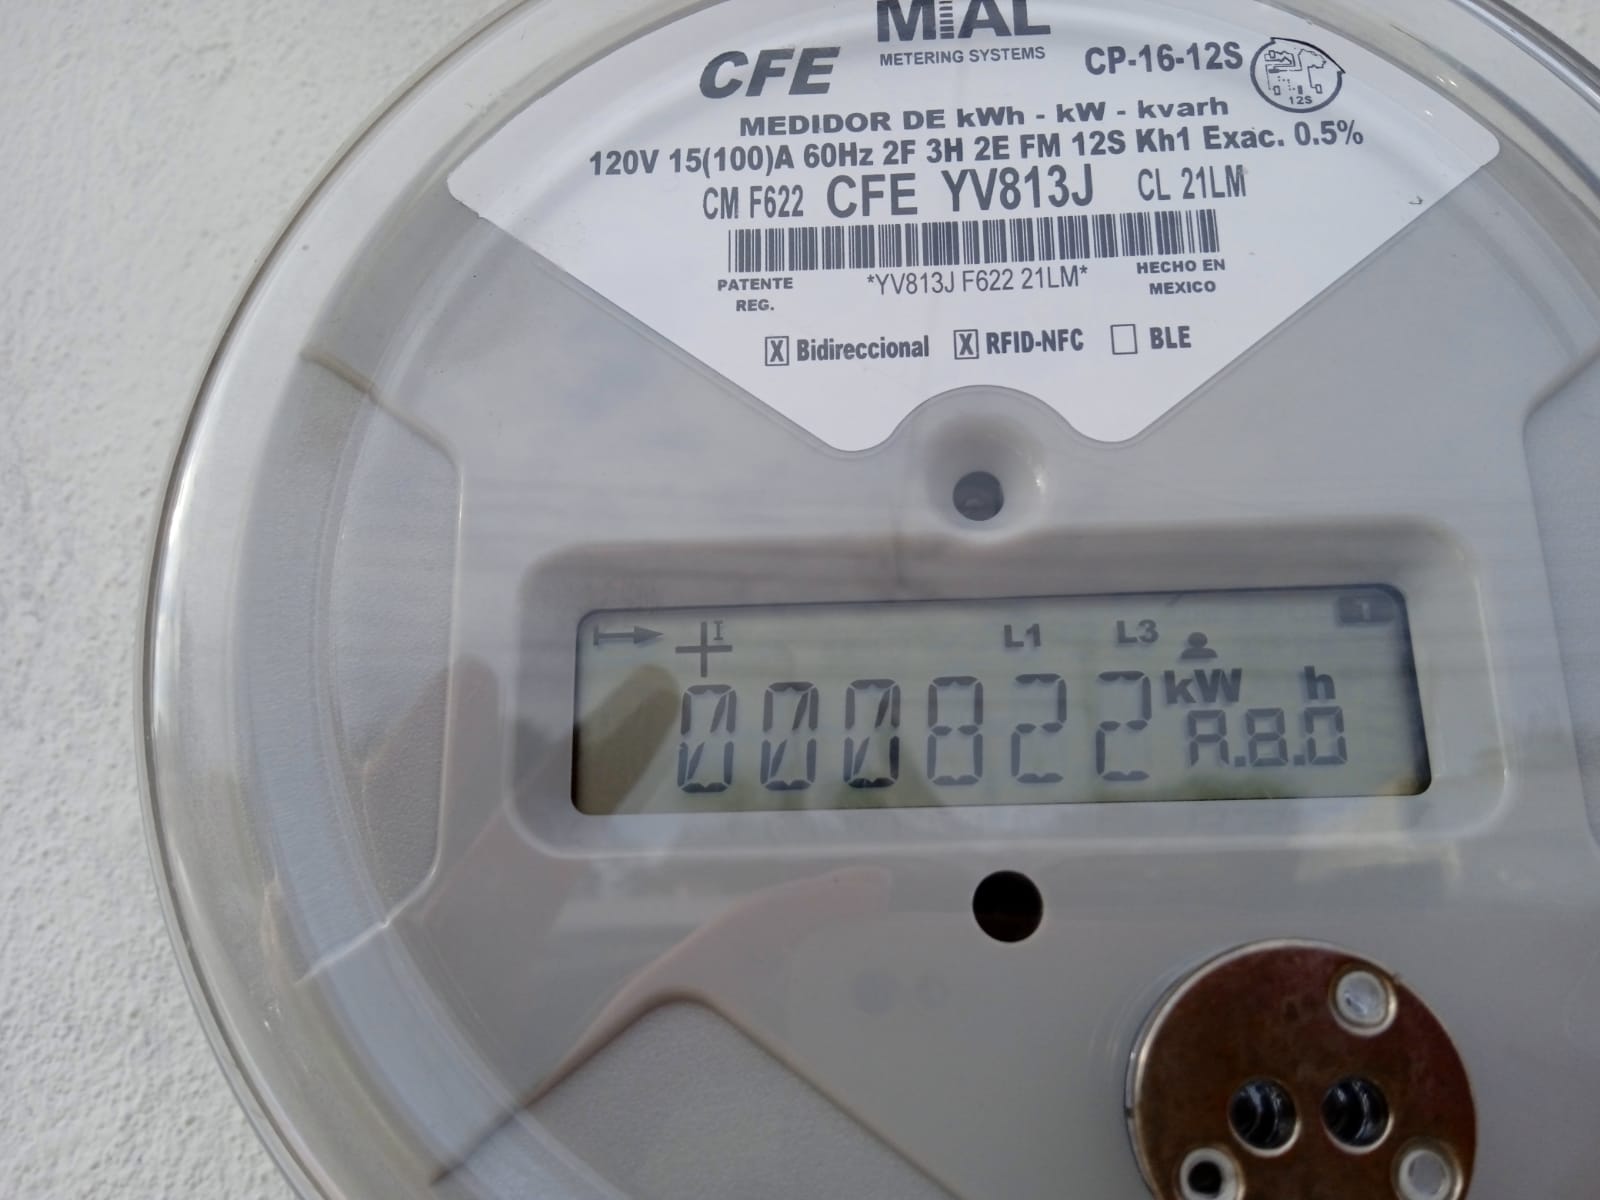 MIAL
METERING SYSTEMS
CFE
CP-16-12S
12S
MEDIDOR DE kWh - kW - kvarh
120V 15(100)A 60Hz 2F 3H 2E FM 12S Kh1 Exac. 0.5%
CM F622 CFE YV813J CL 21LM
PATENTE REG.
*YV813J F622 21LM*
HECHO EN MEXICO
X Bidireccional X RFID-NFC BLE
I L1 L3 1
000822 kW h
A.B.0